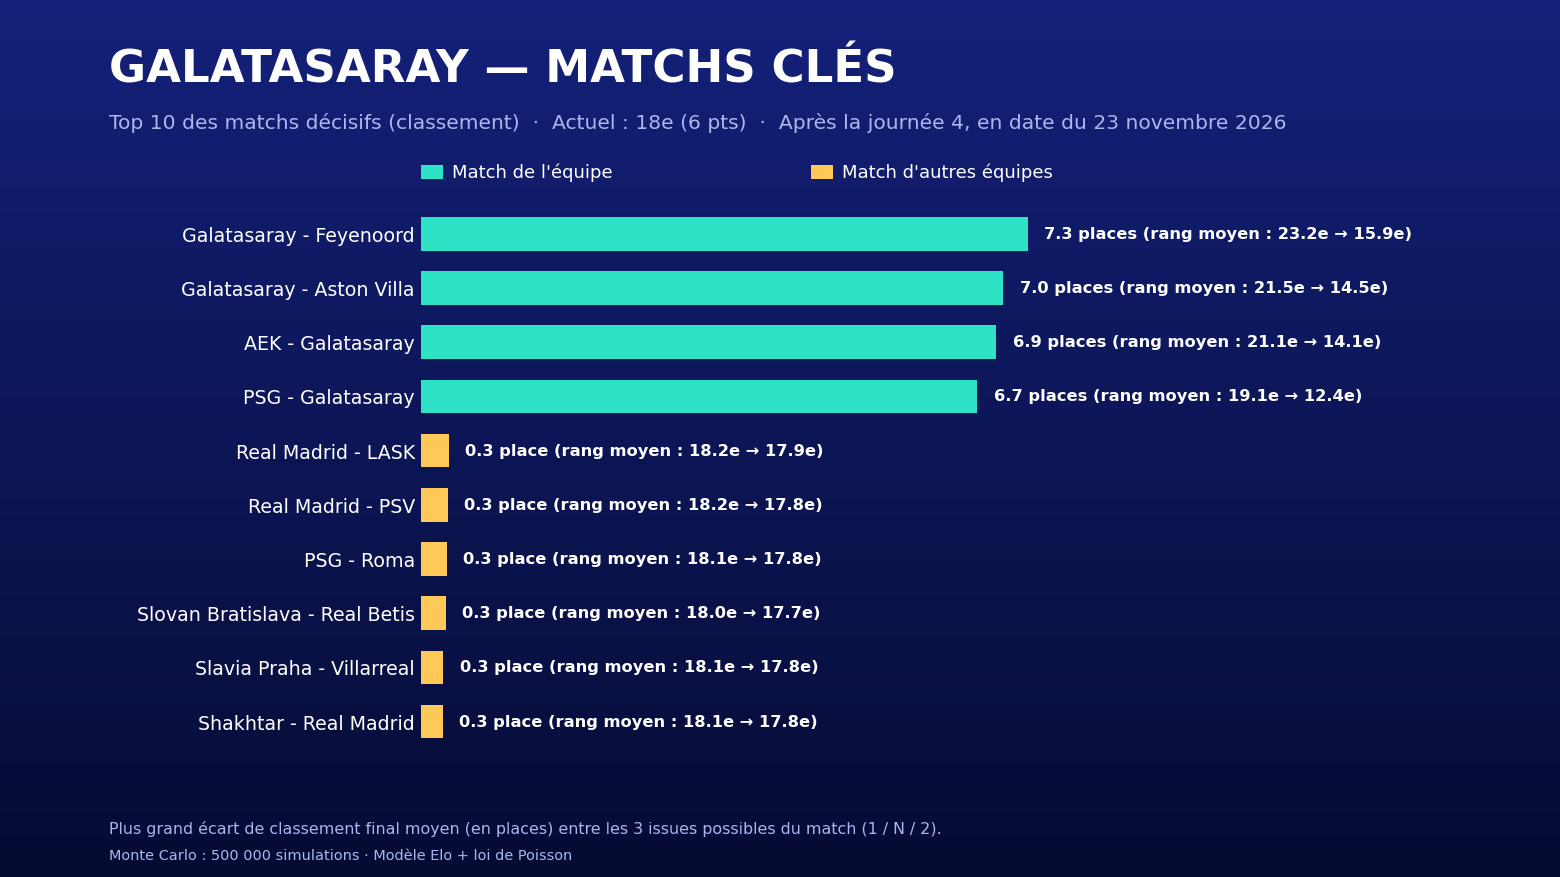 GALATASARAY — MATCHS CLÉS
Top 10 des matchs décisifs (classement) · Actuel : 18e (6 pts) · Après la journée 4, en date du 23 novembre 2026
Match de l'équipe Match d'autres équipes
Galatasaray - Feyenoord 7.3 places (rang moyen : 23.2e → 15.9e)
Galatasaray - Aston Villa 7.0 places (rang moyen : 21.5e → 14.5e)
AEK - Galatasaray 6.9 places (rang moyen : 21.1e → 14.1e)
PSG - Galatasaray 6.7 places (rang moyen : 19.1e → 12.4e)
Real Madrid - LASK 0.3 place (rang moyen : 18.2e → 17.9e)
Real Madrid - PSV 0.3 place (rang moyen : 18.2e → 17.8e)
PSG - Roma 0.3 place (rang moyen : 18.1e → 17.8e)
Slovan Bratislava - Real Betis 0.3 place (rang moyen : 18.0e → 17.7e)
Slavia Praha - Villarreal 0.3 place (rang moyen : 18.1e → 17.8e)
Shakhtar - Real Madrid 0.3 place (rang moyen : 18.1e → 17.8e)
Plus grand écart de classement final moyen (en places) entre les 3 issues possibles du match (1 / N / 2).
Monte Carlo : 500 000 simulations · Modèle Elo + loi de Poisson